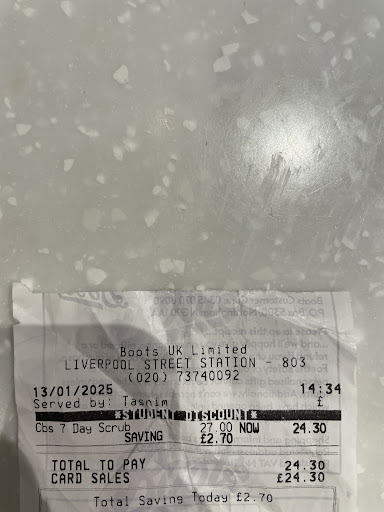 Boots UK Limited
LIVERPOOL STREET STATION - 803
(020) 73740092
13/01/2025 14:34
Served by: Tasnim £
*STUDENT DISCOUNT*
Cbs 7 Day Scrub 27.00 NOW 24.30
SAVING £2.70
TOTAL TO PAY 24.30
CARD SALES £24.30
Total Saving Today £2.70